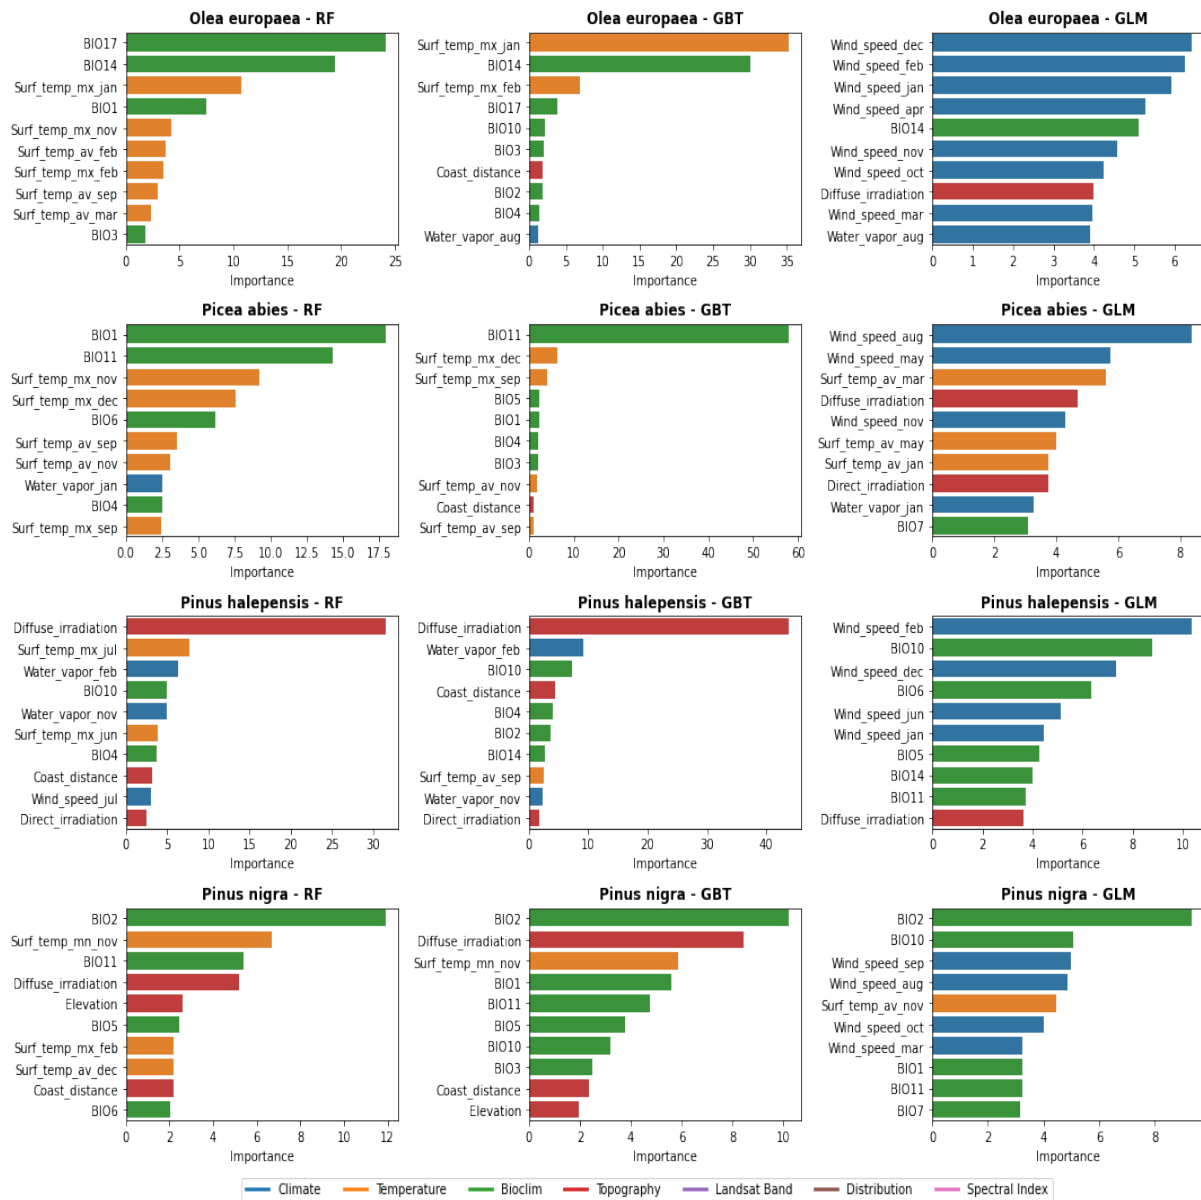 Olea europaea - RF
BIO17
BIO14
Surf_temp_mx_jan
BIO1
Surf_temp_mx_nov
Surf_temp_av_feb
Surf_temp_mx_feb
Surf_temp_av_sep
Surf_temp_av_mar
BIO3
0 5 10 15 20 25
Importance
Olea europaea - GBT
Surf_temp_mx_jan
BIO14
Surf_temp_mx_feb
BIO17
BIO10
BIO3
Coast_distance
BIO2
BIO4
Water_vapor_aug
0 5 10 15 20 25 30 35
Importance
Olea europaea - GLM
Wind_speed_dec
Wind_speed_feb
Wind_speed_jan
Wind_speed_apr
BIO14
Wind_speed_nov
Wind_speed_oct
Diffuse_irradiation
Wind_speed_mar
Water_vapor_aug
0 1 2 3 4 5 6
Importance
Picea abies - RF
BIO1
BIO11
Surf_temp_mx_nov
Surf_temp_mx_dec
BIO6
Surf_temp_av_sep
Surf_temp_av_nov
Water_vapor_jan
BIO4
Surf_temp_mx_sep
0.0 2.5 5.0 7.5 10.0 12.5 15.0 17.5
Importance
Picea abies - GBT
BIO11
Surf_temp_mx_dec
Surf_temp_mx_sep
BIO5
BIO1
BIO4
BIO3
Surf_temp_av_nov
Coast_distance
Surf_temp_av_sep
0 10 20 30 40 50 60
Importance
Picea abies - GLM
Wind_speed_aug
Wind_speed_may
Surf_temp_av_mar
Diffuse_irradiation
Wind_speed_nov
Surf_temp_av_may
Surf_temp_av_jan
Direct_irradiation
Water_vapor_jan
BIO7
0 2 4 6 8
Importance
Pinus halepensis - RF
Diffuse_irradiation
Surf_temp_mx_jul
Water_vapor_feb
BIO10
Water_vapor_nov
Surf_temp_mx_jun
BIO4
Coast_distance
Wind_speed_jul
Direct_irradiation
0 5 10 15 20 25 30
Importance
Pinus halepensis - GBT
Diffuse_irradiation
Water_vapor_feb
BIO10
Coast_distance
BIO4
BIO2
BIO14
Surf_temp_av_sep
Water_vapor_nov
Direct_irradiation
0 10 20 30 40
Importance
Pinus halepensis - GLM
Wind_speed_feb
BIO10
Wind_speed_dec
BIO6
Wind_speed_jun
Wind_speed_jan
BIO5
BIO14
BIO11
Diffuse_irradiation
0 2 4 6 8 10
Importance
Pinus nigra - RF
BIO2
Surf_temp_mn_nov
BIO11
Diffuse_irradiation
Elevation
BIO5
Surf_temp_mx_feb
Surf_temp_av_dec
Coast_distance
BIO6
0 2 4 6 8 10 12
Importance
Pinus nigra - GBT
BIO2
Diffuse_irradiation
Surf_temp_mn_nov
BIO1
BIO11
BIO5
BIO10
BIO3
Coast_distance
Elevation
0 2 4 6 8 10
Importance
Pinus nigra - GLM
BIO2
BIO10
Wind_speed_sep
Wind_speed_aug
Surf_temp_av_nov
Wind_speed_oct
Wind_speed_mar
BIO1
BIO11
BIO7
0 2 4 6 8
Importance
Climate Temperature Bioclim Topography Landsat Band Distribution Spectral Index